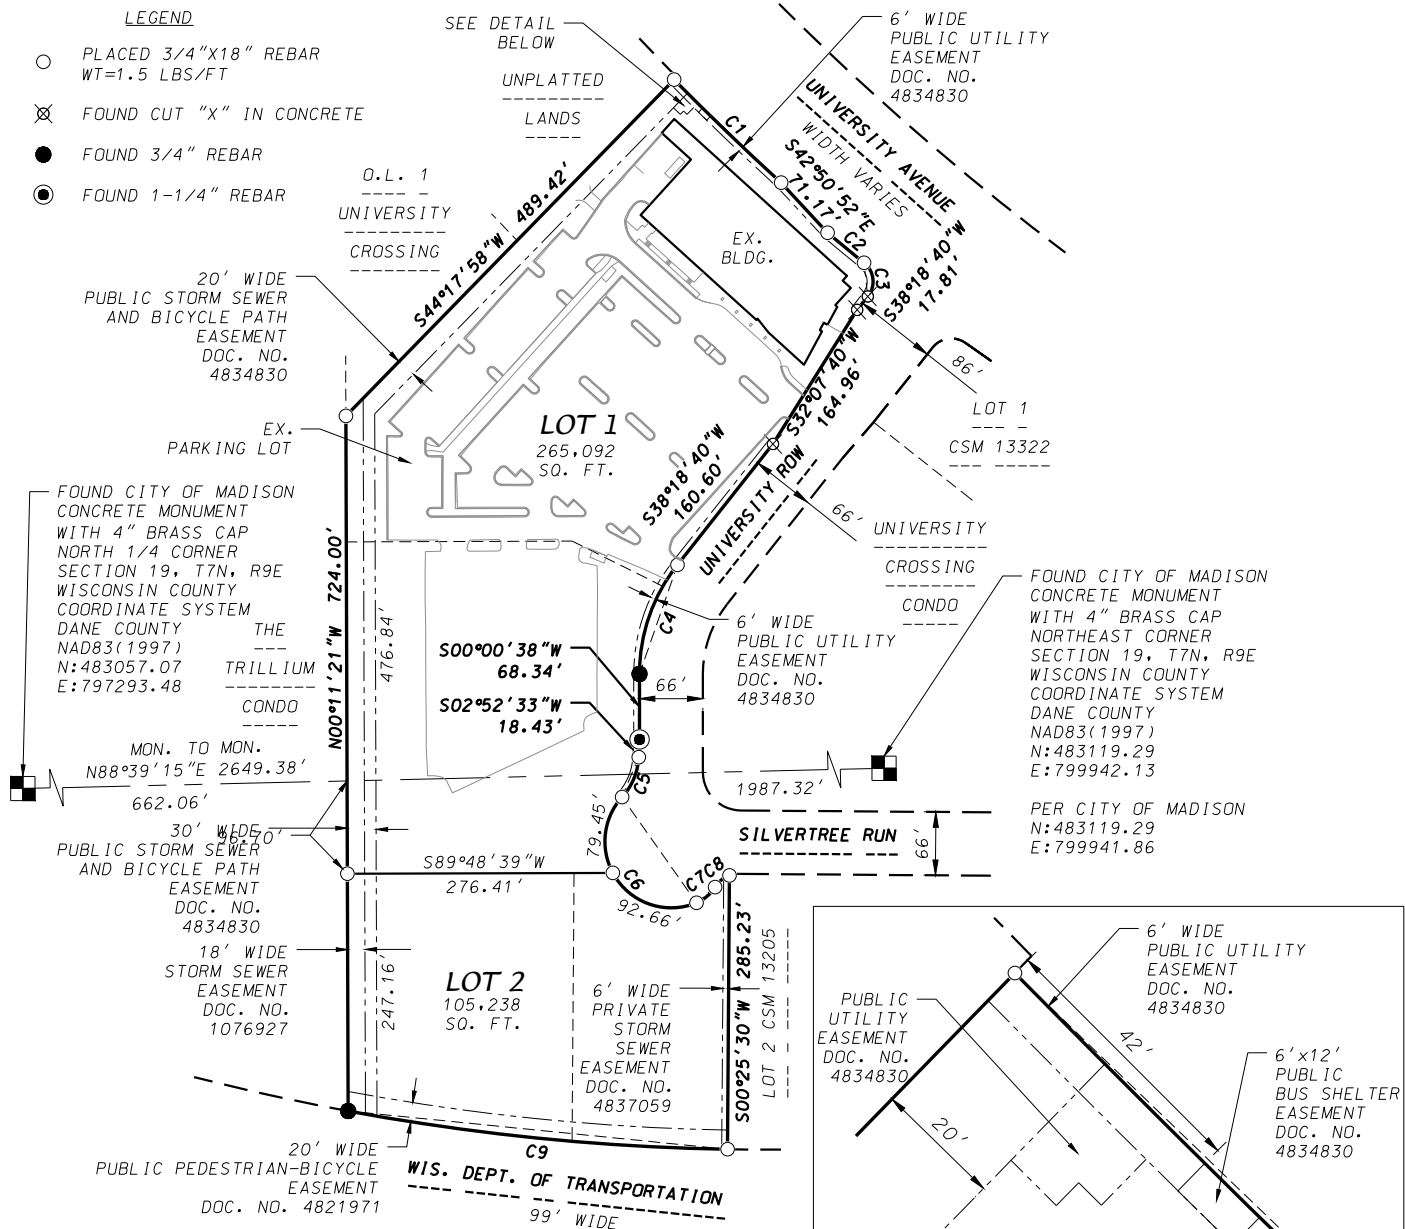 LEGEND
PLACED 3/4"X18" REBAR
WT=1.5 LBS/FT
FOUND CUT "X" IN CONCRETE
FOUND 3/4" REBAR
FOUND 1-1/4" REBAR
SEE DETAIL
BELOW
UNPLATTED
LANDS
6' WIDE
PUBLIC UTILITY
EASEMENT
DOC. NO.
4834830
UNIVERSITY AVENUE
WIDTH VARIES
C1
S42°50'52"E
71.17'
C2
C3
S38°18'40"W
17.81'
O.L. 1
UNIVERSITY
CROSSING
S44°17'58"W 489.42'
EX.
BLDG.
20' WIDE
PUBLIC STORM SEWER
AND BICYCLE PATH
EASEMENT
DOC. NO.
4834830
S32°07'40"W
164.96'
86'
LOT 1
CSM 13322
EX.
PARKING LOT
LOT 1
265,092
SQ. FT.
S38°18'40"W
160.60'
UNIVERSITY ROW
66'
UNIVERSITY
CROSSING
CONDO
FOUND CITY OF MADISON
CONCRETE MONUMENT
WITH 4" BRASS CAP
NORTH 1/4 CORNER
SECTION 19, T7N, R9E
WISCONSIN COUNTY
COORDINATE SYSTEM
DANE COUNTY
NAD83(1997)
N:483057.07
E:797293.48
THE
TRILLIUM
CONDO
N00°11'21"W 724.00'
476.84'
C4
6' WIDE
PUBLIC UTILITY
EASEMENT
DOC. NO.
4834830
S00°00'38"W
68.34'
66'
S02°52'33"W
18.43'
FOUND CITY OF MADISON
CONCRETE MONUMENT
WITH 4" BRASS CAP
NORTHEAST CORNER
SECTION 19, T7N, R9E
WISCONSIN COUNTY
COORDINATE SYSTEM
DANE COUNTY
NAD83(1997)
N:483119.29
E:799942.13
PER CITY OF MADISON
N:483119.29
E:799941.86
MON. TO MON.
N88°39'15"E 2649.38'
662.06'
1987.32'
C5
79.45'
SILVERTREE RUN
66'
96.70'
30' WIDE
PUBLIC STORM SEWER
AND BICYCLE PATH
EASEMENT
DOC. NO.
4834830
S89°48'39"W
276.41'
C6
92.66'
C7
C8
18' WIDE
STORM SEWER
EASEMENT
DOC. NO.
1076927
247.16'
LOT 2
105,238
SQ. FT.
6' WIDE
PRIVATE
STORM
SEWER
EASEMENT
DOC. NO.
4837059
S00°25'30"W 285.23'
LOT 2 CSM 13205
20' WIDE
PUBLIC PEDESTRIAN-BICYCLE
EASEMENT
DOC. NO. 4821971
C9
WIS. DEPT. OF TRANSPORTATION
99' WIDE
6' WIDE
PUBLIC UTILITY
EASEMENT
DOC. NO.
4834830
PUBLIC
UTILITY
EASEMENT
DOC. NO.
4834830
42'
20'
6'x12'
PUBLIC
BUS SHELTER
EASEMENT
DOC. NO.
4834830